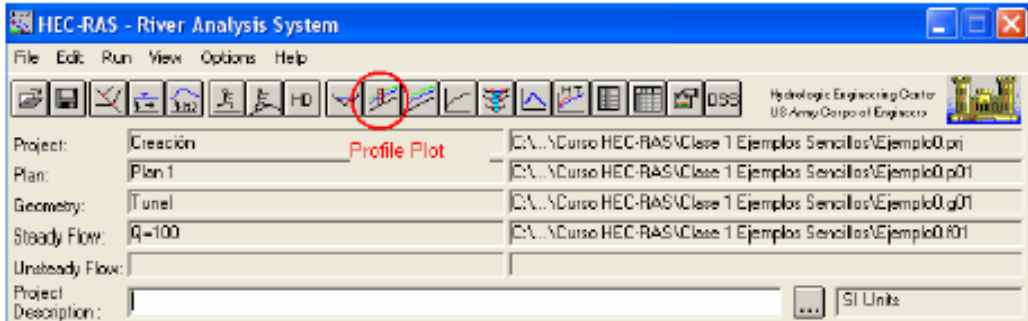 HEC-RAS - River Analysis System
File Edit Run View Options Help
HD DSS Hydrologic Engineering Center
US Army Corps of Engineers
Profile Plot
Project: Creación C:\...\Curso HEC-RAS\Clase 1 Ejemplos Sencillos\Ejemplo0.prj
Plan: Plan 1 C:\...\Curso HEC-RAS\Clase 1 Ejemplos Sencillos\Ejemplo0.p01
Geometry: Tunel C:\...\Curso HEC-RAS\Clase 1 Ejemplos Sencillos\Ejemplo0.g01
Steady Flow: Q=100 C:\...\Curso HEC-RAS\Clase 1 Ejemplos Sencillos\Ejemplo0.f01
Unsteady Flow:
Project
Description : ... SI Units